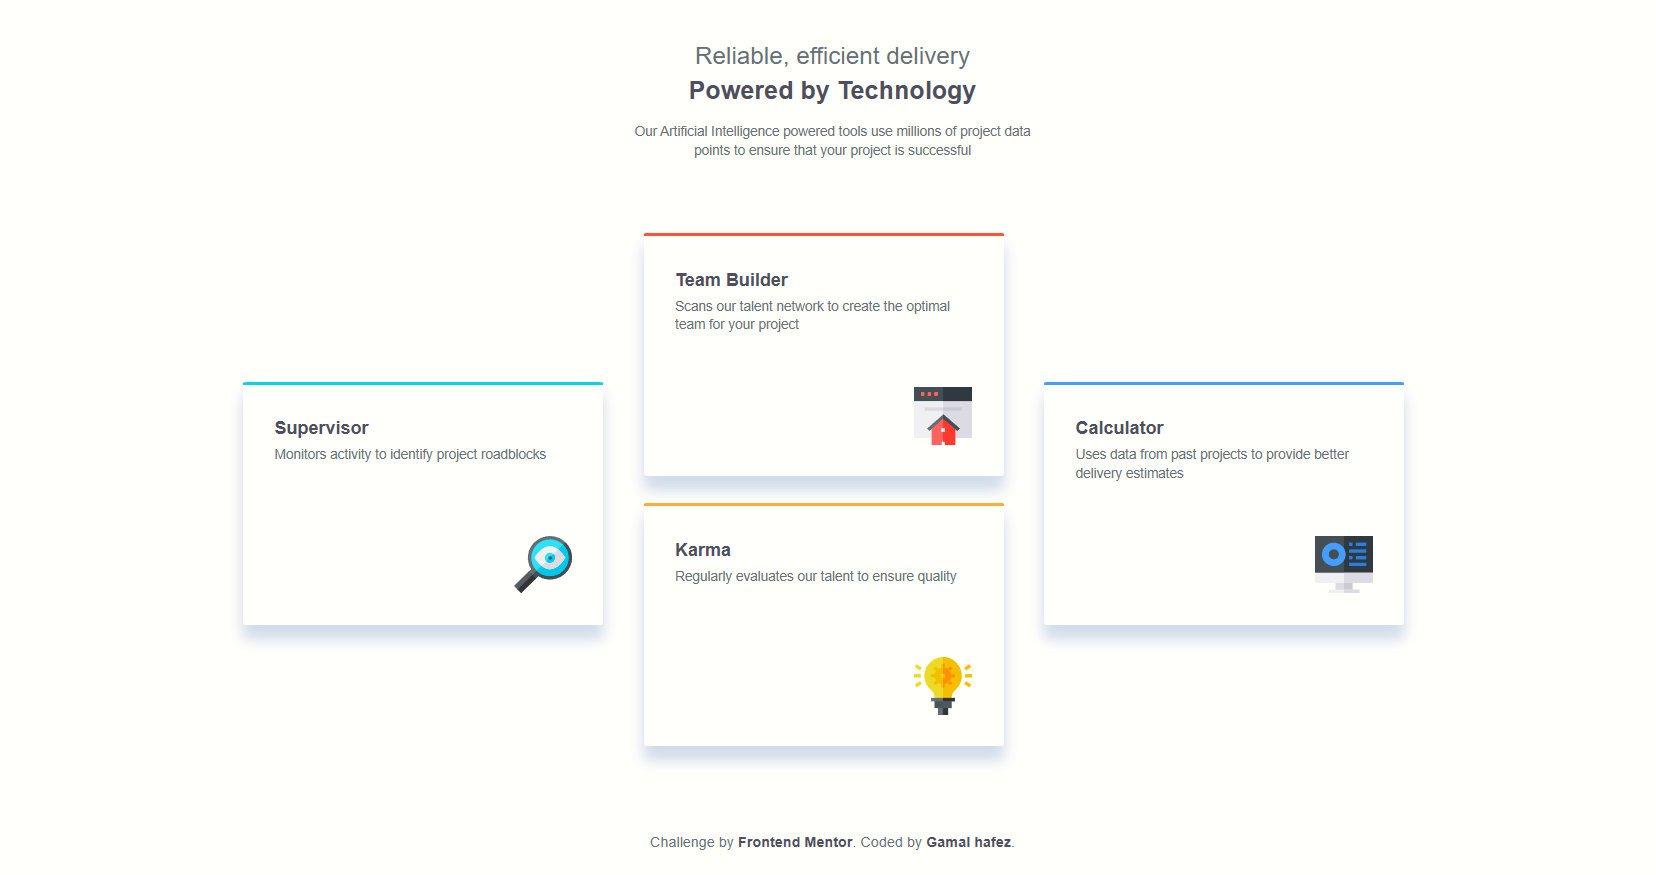 Reliable, efficient delivery
Powered by Technology
Our Artificial Intelligence powered tools use millions of project data
points to ensure that your project is successful
Supervisor
Monitors activity to identify project roadblocks
Team Builder
Scans our talent network to create the optimal
team for your project
Karma
Regularly evaluates our talent to ensure quality
Calculator
Uses data from past projects to provide better
delivery estimates
Challenge by Frontend Mentor. Coded by Gamal hafez.